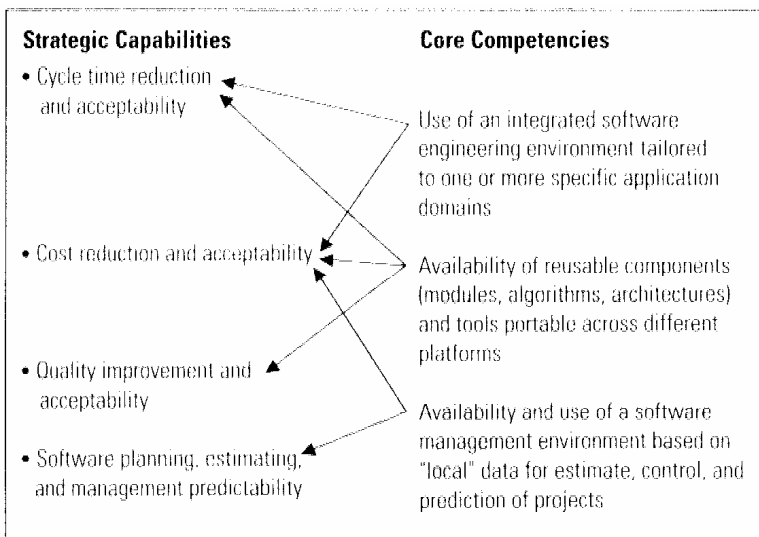 Strategic Capabilities
• Cycle time reduction
and acceptability
• Cost reduction and acceptability
• Quality improvement and
acceptability
• Software planning, estimating,
and management predictability
Core Competencies
Use of an integrated software
engineering environment tailored
to one or more specific application
domains
Availability of reusable components
(modules, algorithms, architectures)
and tools portable across different
platforms
Availability and use of a software
management environment based on
"local" data for estimate, control, and
prediction of projects